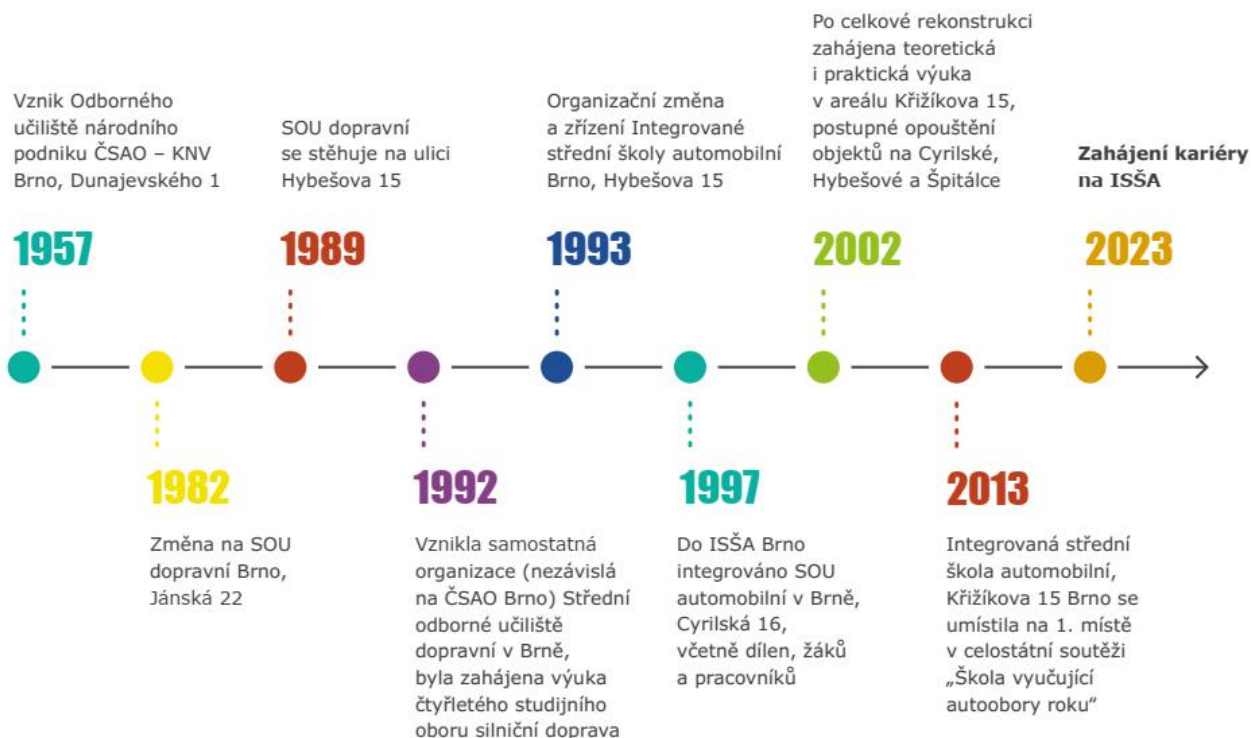 Vznik Odborného
učiliště národního
podniku ČSAO – KNV
Brno, Dunajevského 1
1957
SOU dopravní
se stěhuje na ulici
Hybešova 15
1989
Organizační změna
a zřízení Integrované
střední školy automobilní
Brno, Hybešova 15
1993
Po celkové rekonstrukci
zahájena teoretická
i praktická výuka
v areálu Křižíkova 15,
postupné opouštění
objektů na Cyrilské,
Hybešové a Špitálce
2002
Zahájení kariéry
na ISŠA
2023
1982
Změna na SOU
dopravní Brno,
Jánská 22
1992
Vznikla samostatná
organizace (nezávislá
na ČSAO Brno) Střední
odborné učiliště
dopravní v Brně,
byla zahájena výuka
čtyřletého studijního
oboru silniční doprava
1997
Do ISŠA Brno
integrováno SOU
automobilní v Brně,
Cyrilská 16,
včetně dílen, žáků
a pracovníků
2013
Integrovaná střední
škola automobilní,
Křižíkova 15 Brno se
umístila na 1. místě
v celostátní soutěži
„Škola vyučující
autoobory roku“